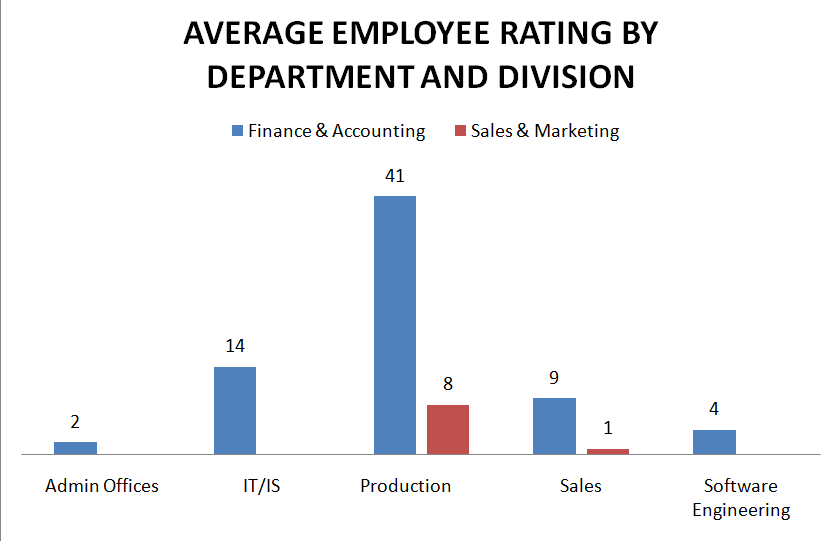 AVERAGE EMPLOYEE RATING BY
DEPARTMENT AND DIVISION
Finance & Accounting Sales & Marketing
41
14
8
9
2
1
4
Admin Offices IT/IS Production Sales Software
Engineering